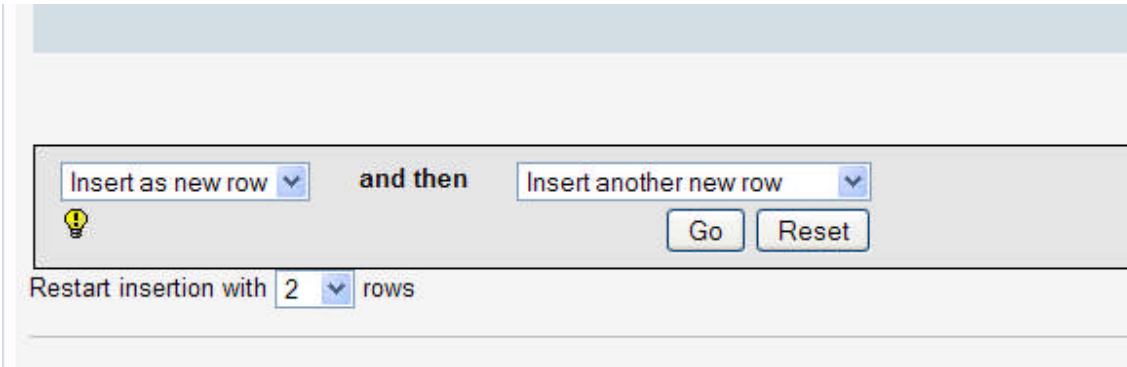 Insert as new row and then Insert another new row
Go Reset
Restart insertion with 2 rows